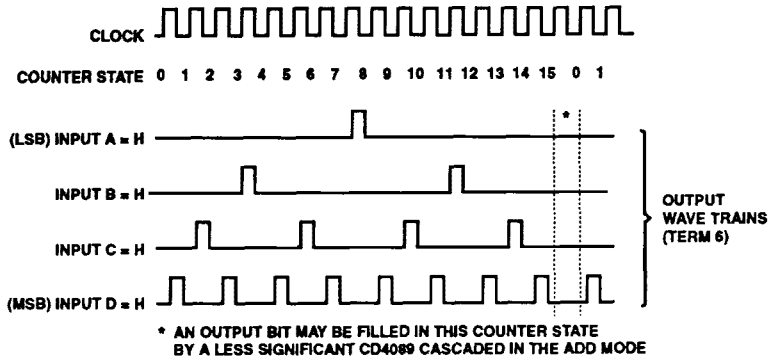 CLOCK
COUNTER STATE 0 1 2 3 4 5 6 7 8 9 10 11 12 13 14 15 0 1
*
(LSB) INPUT A = H
INPUT B = H
INPUT C = H
(MSB) INPUT D = H
OUTPUT
WAVE TRAINS
(TERM 6)
* AN OUTPUT BIT MAY BE FILLED IN THIS COUNTER STATE
BY A LESS SIGNIFICANT CD4089 CASCADED IN THE ADD MODE